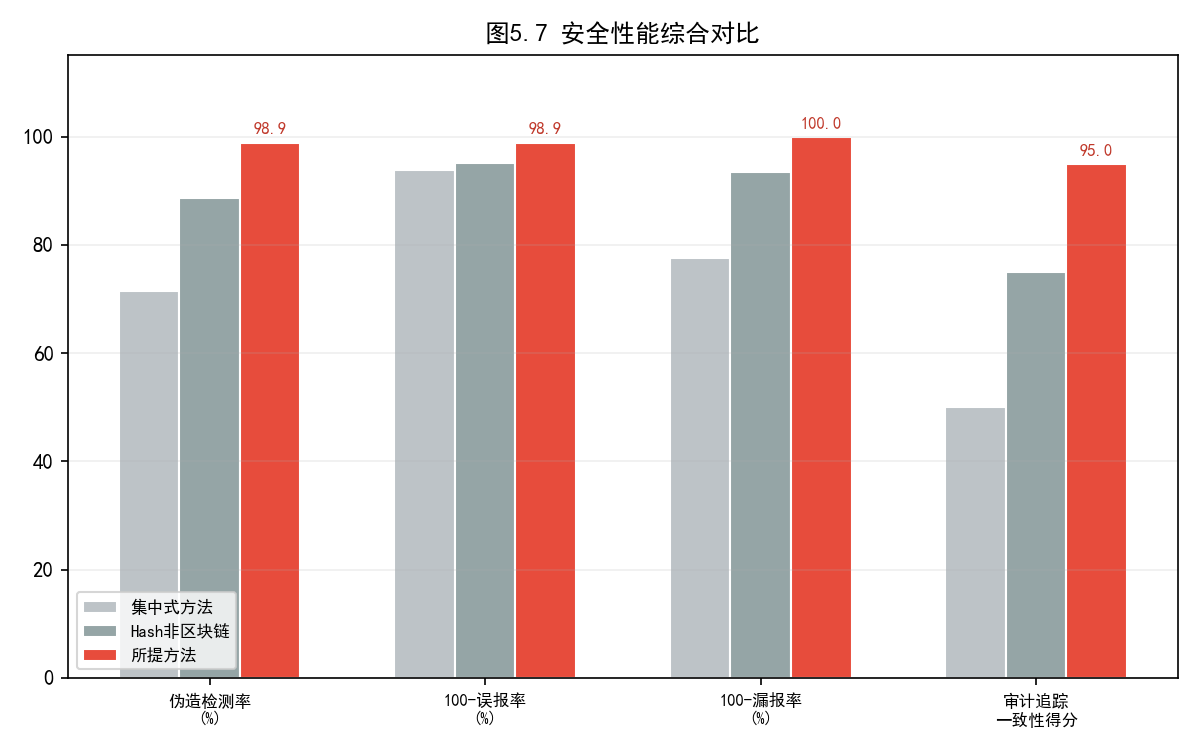 图5.7 安全性能综合对比
98.9
98.9
100.0
95.0
100
80
60
40
20
0
集中式方法
Hash非区块链
所提方法
伪造检测率
(%)
100-误报率
(%)
100-漏报率
(%)
审计追踪
一致性得分